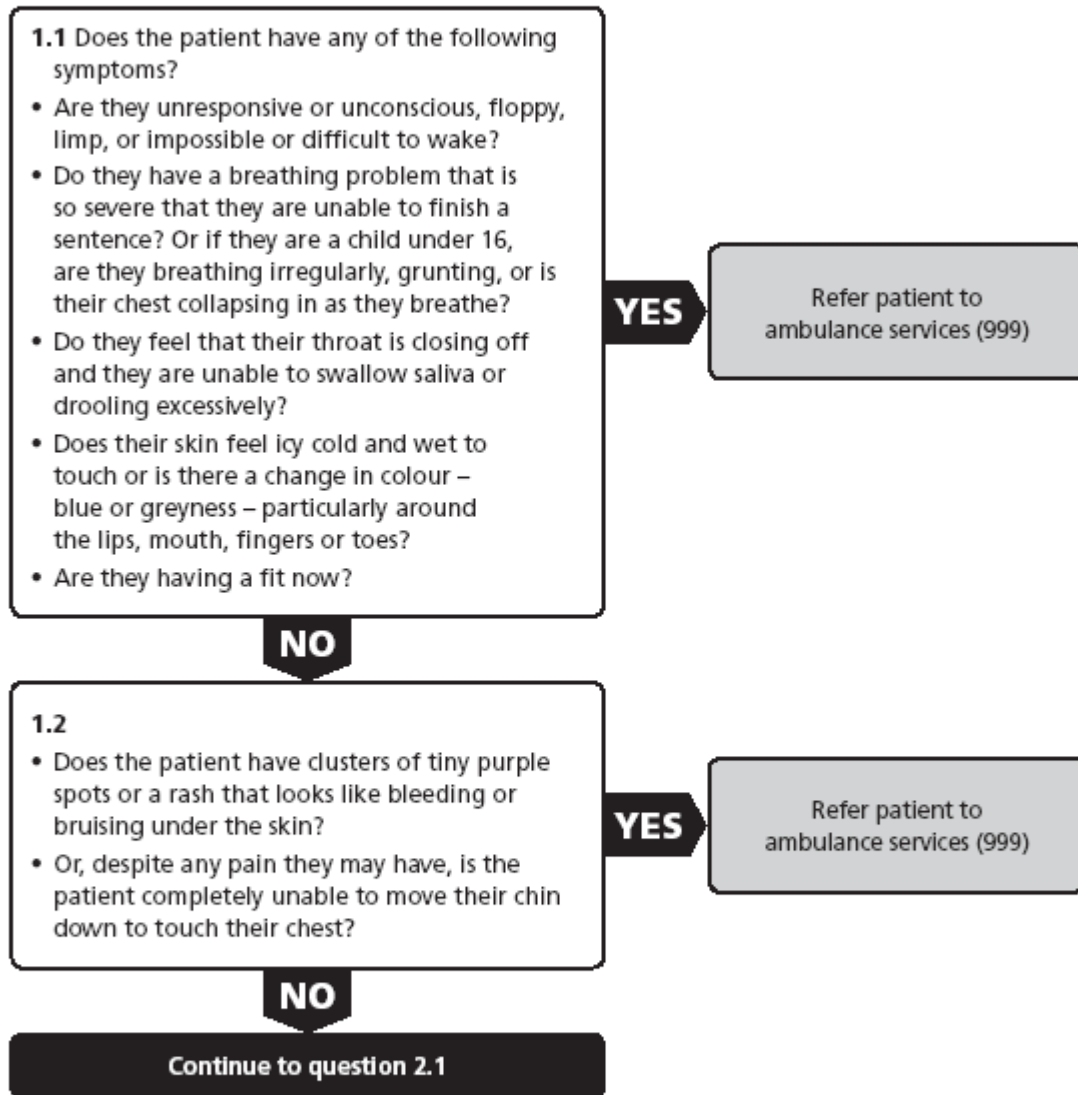 1.1 Does the patient have any of the following
symptoms?
• Are they unresponsive or unconscious, floppy,
limp, or impossible or difficult to wake?
• Do they have a breathing problem that is
so severe that they are unable to finish a
sentence? Or if they are a child under 16,
are they breathing irregularly, grunting, or is
their chest collapsing in as they breathe?
• Do they feel that their throat is closing off
and they are unable to swallow saliva or
drooling excessively?
• Does their skin feel icy cold and wet to
touch or is there a change in colour –
blue or greyness – particularly around
the lips, mouth, fingers or toes?
• Are they having a fit now?
YES
Refer patient to
ambulance services (999)
NO
1.2
• Does the patient have clusters of tiny purple
spots or a rash that looks like bleeding or
bruising under the skin?
• Or, despite any pain they may have, is the
patient completely unable to move their chin
down to touch their chest?
YES
Refer patient to
ambulance services (999)
NO
Continue to question 2.1